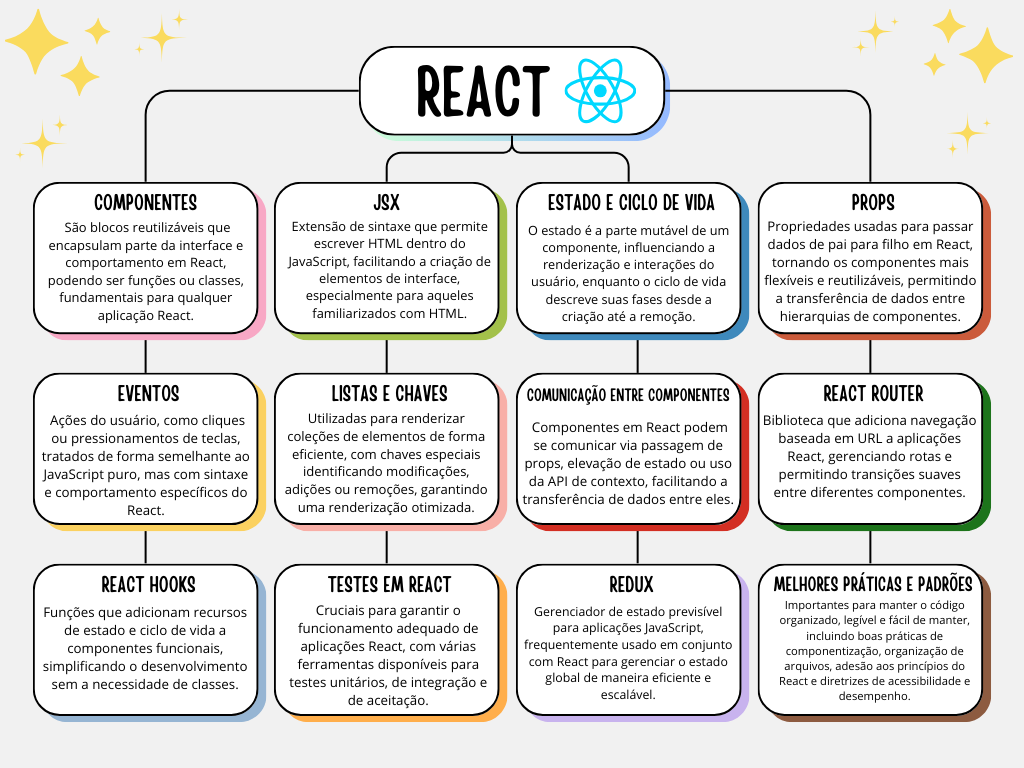 REACT
COMPONENTES
São blocos reutilizáveis que
encapsulam parte da interface e
comportamento em React,
podendo ser funções ou classes,
fundamentais para qualquer
aplicação React.
JSX
Extensão de sintaxe que permite
escrever HTML dentro do
JavaScript, facilitando a criação de
elementos de interface,
especialmente para aqueles
familiarizados com HTML.
ESTADO E CICLO DE VIDA
O estado é a parte mutável de um
componente, influenciando a
renderização e interações do
usuário, enquanto o ciclo de vida
descreve suas fases desde a
criação até a remoção.
PROPS
Propriedades usadas para passar
dados de pai para filho em React,
tornando os componentes mais
flexíveis e reutilizáveis, permitindo
a transferência de dados entre
hierarquias de componentes.
EVENTOS
Ações do usuário, como cliques
ou pressionamentos de teclas,
tratados de forma semelhante ao
JavaScript puro, mas com sintaxe
e comportamento específicos do
React.
LISTAS E CHAVES
Utilizadas para renderizar
coleções de elementos de forma
eficiente, com chaves especiais
identificando modificações,
adições ou remoções, garantindo
uma renderização otimizada.
COMUNICAÇÃO ENTRE COMPONENTES
Componentes em React podem
se comunicar via passagem de
props, elevação de estado ou uso
da API de contexto, facilitando a
transferência de dados entre eles.
REACT ROUTER
Biblioteca que adiciona navegação
baseada em URL a aplicações
React, gerenciando rotas e
permitindo transições suaves
entre diferentes componentes.
REACT HOOKS
Funções que adicionam recursos
de estado e ciclo de vida a
componentes funcionais,
simplificando o desenvolvimento
sem a necessidade de classes.
TESTES EM REACT
Cruciais para garantir o
funcionamento adequado de
aplicações React, com várias
ferramentas disponíveis para
testes unitários, de integração e
de aceitação.
REDUX
Gerenciador de estado previsível
para aplicações JavaScript,
frequentemente usado em conjunto
com React para gerenciar o estado
global de maneira eficiente e
escalável.
MELHORES PRÁTICAS E PADRÕES
Importantes para manter o código
organizado, legível e fácil de manter,
incluindo boas práticas de
componentização, organização de
arquivos, adesão aos princípios do
React e diretrizes de acessibilidade e
desempenho.